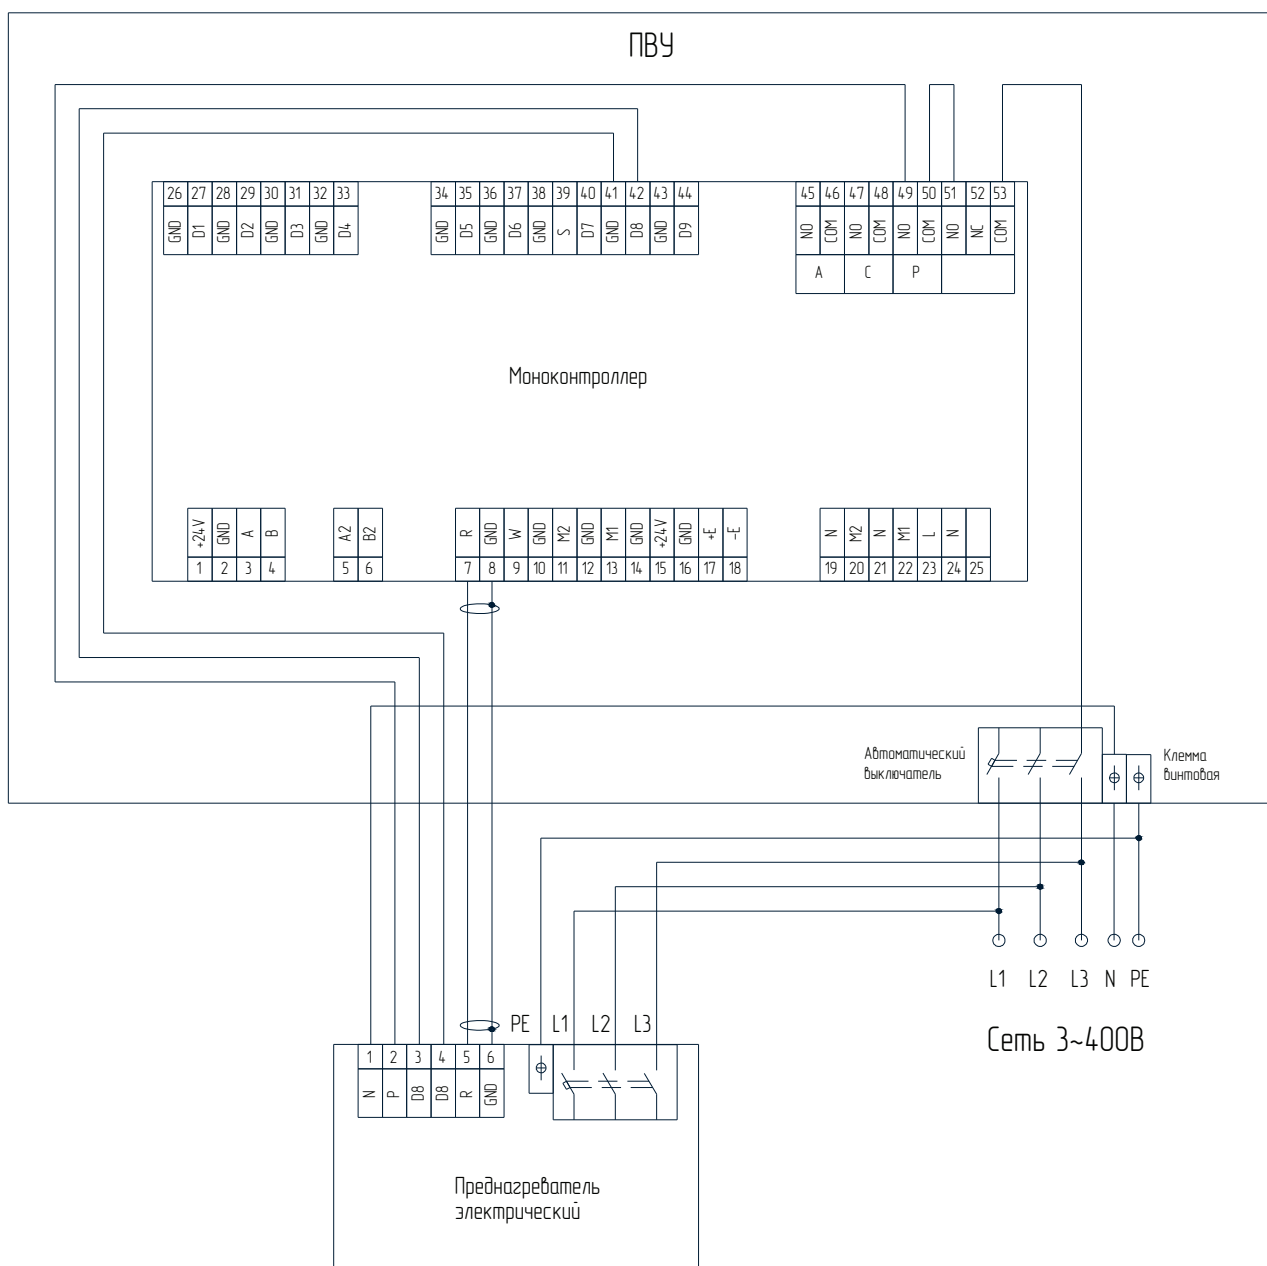 ПВУ
26 27 28 29 30 31 32 33
GND D1 GND D2 GND D3 GND D4
34 35 36 37 38 39 40 41 42 43 44
GND D5 GND D6 GND S D7 GND D8 GND D9
45 46 47 48 49 50 51 52 53
NO COM NO COM NO COM NO NC COM
A C P
Моноконтроллер
+24V GND A B
1 2 3 4
A2 B2
5 6
R GND W GND M2 GND M1 GND +24V GND +E -E
7 8 9 10 11 12 13 14 15 16 17 18
N M2 N M1 L N
19 20 21 22 23 24 25
Автоматический
выключатель
Клемма
винтовая
L1 L2 L3 N PE
Сеть 3~400В
PE L1 L2 L3
1 2 3 4 5 6
N P D8 D8 R GND
Преднагреватель
электрический